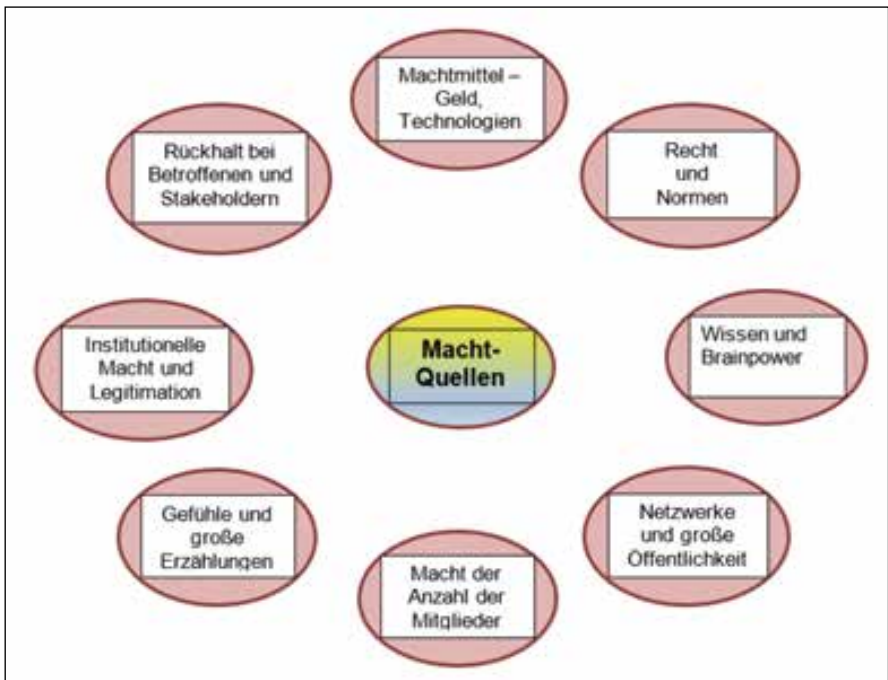 Machtmittel –
Geld,
Technologien
Recht
und
Normen
Wissen und
Brainpower
Netzwerke
und große
Öffentlichkeit
Macht der
Anzahl der
Mitglieder
Gefühle und
große
Erzählungen
Institutionelle
Macht und
Legitimation
Rückhalt bei
Betroffenen und
Stakeholdern
Macht-
Quellen